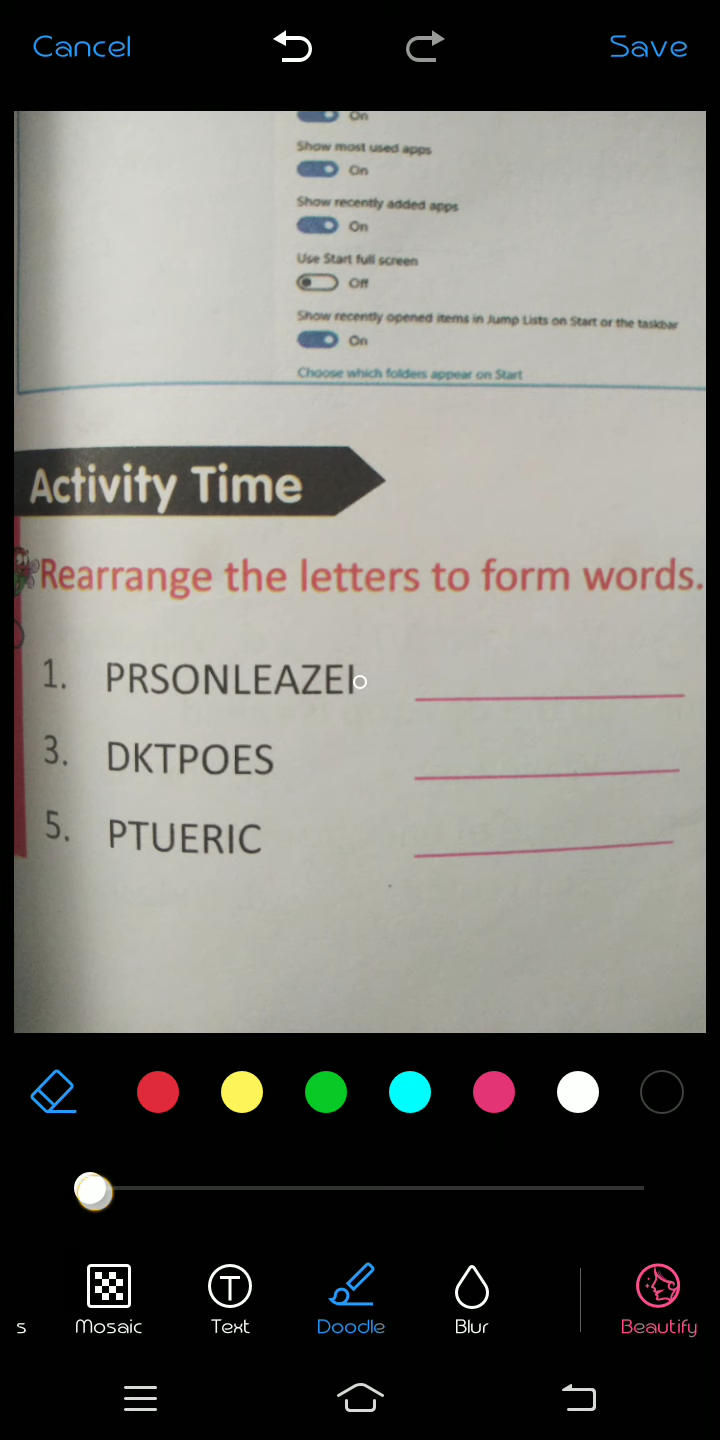 Cancel
Save
On
Show most used apps
On
Show recently added apps
On
Use Start full screen
Off
Show recently opened items in Jump Lists on Start or the taskbar
On
Choose which folders appear on Start
Activity Time
Rearrange the letters to form words.
1. PRSONLEAZEI
3. DKTPOES
5. PTUERIC
s
Mosaic
Text
Doodle
Blur
Beautify